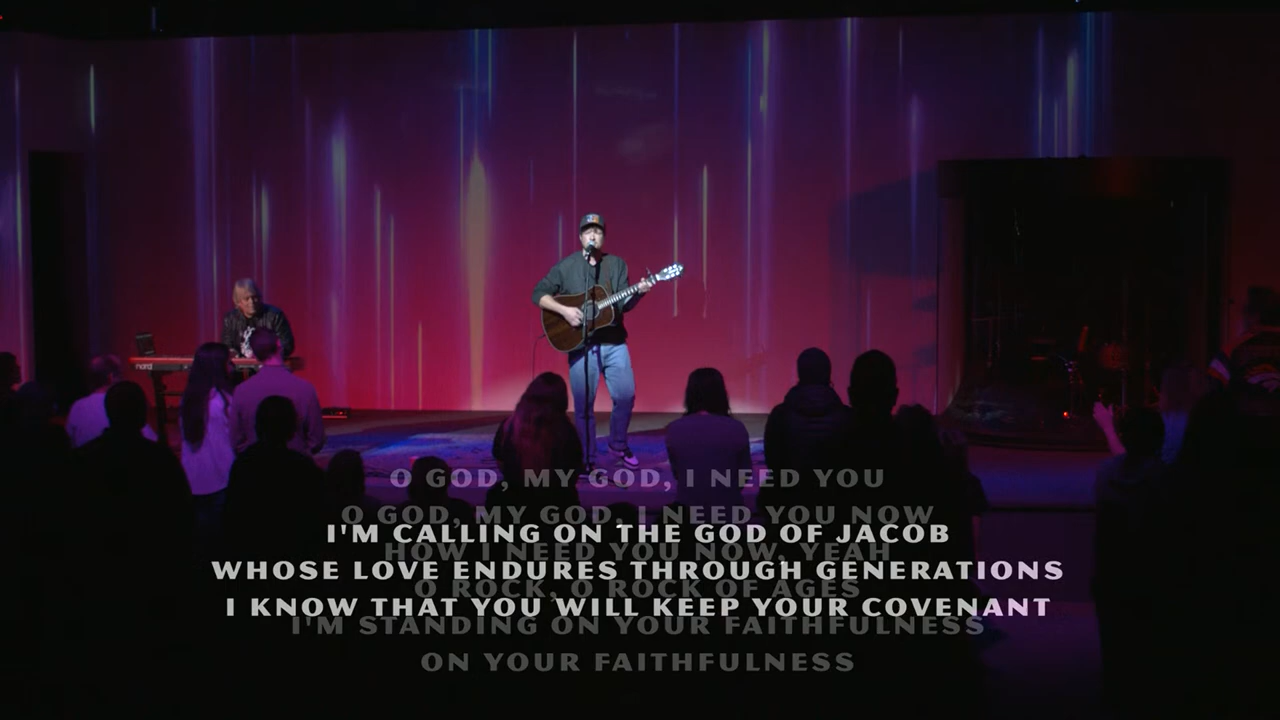 nord
O GOD, MY GOD, I NEED YOU
O GOD, MY GOD, I NEED YOU NOW
I'M CALLING ON THE GOD OF JACOB
HOW I NEED YOU NOW, YEAH
WHOSE LOVE ENDURES THROUGH GENERATIONS
O ROCK, O ROCK OF AGES
I KNOW THAT YOU WILL KEEP YOUR COVENANT
I'M STANDING ON YOUR FAITHFULNESS
ON YOUR FAITHFULNESS